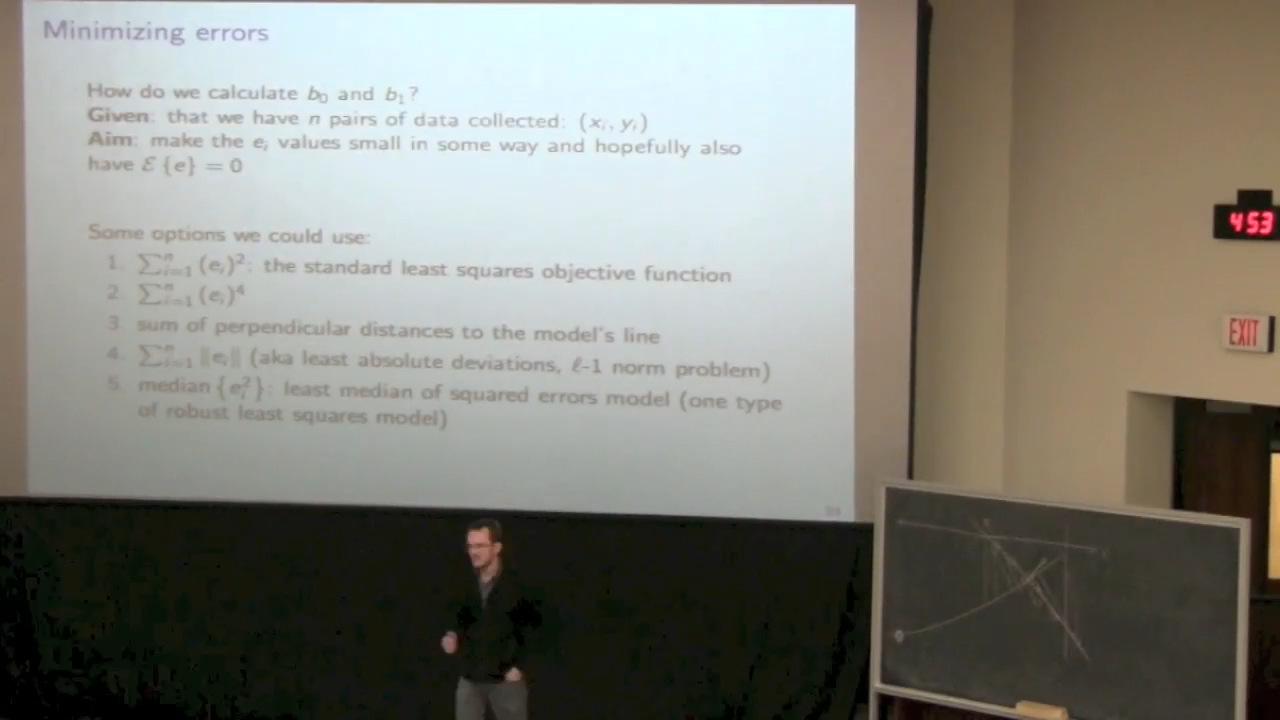 Minimizing errors
How do we calculate b₀ and b₁?
Given: that we have n pairs of data collected: (xᵢ, yᵢ)
Aim: make the eᵢ values small in some way and hopefully also
have ℰ {e} = 0
Some options we could use:
1. ∑ⁿᵢ₌₁ (eᵢ)²: the standard least squares objective function
2. ∑ⁿᵢ₌₁ (eᵢ)⁴
3. sum of perpendicular distances to the model's line
4. ∑ⁿᵢ₌₁ ‖eᵢ‖ (aka least absolute deviations, ℓ-1 norm problem)
5. median {eᵢ²}: least median of squared errors model (one type
of robust least squares model)
4:53
EXIT